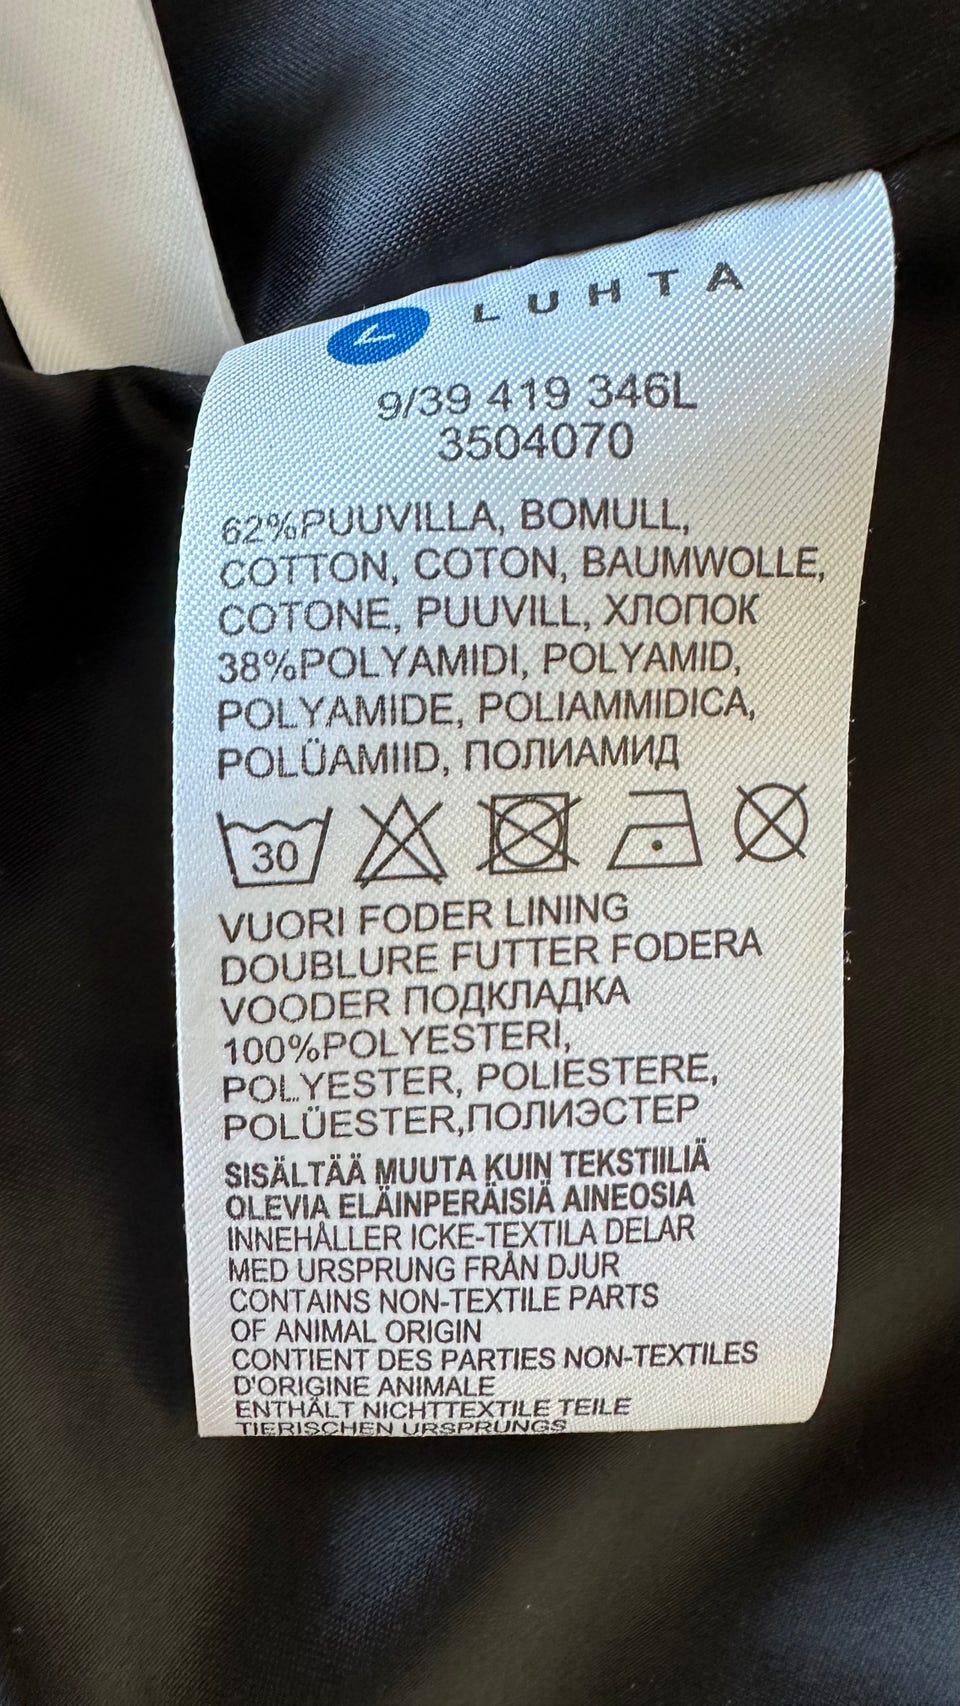 LUHTA
9/39 419 346L
3504070
62%PUUVILLA, BOMULL,
COTTON, COTON, BAUMWOLLE,
COTONE, PUUVILL, ХЛОПОК
38%POLYAMIDI, POLYAMID,
POLYAMIDE, POLIAMMIDICA,
POLÜAMIID, ПОЛИАМИД
30
VUORI FODER LINING
DOUBLURE FUTTER FODERA
VOODER ПОДКЛАДКА
100%POLYESTERI,
POLYESTER, POLIESTERE,
POLÜESTER,ПОЛИЭСТЕР
SISÄLTÄÄ MUUTA KUIN TEKSTIILIÄ
OLEVIA ELÄINPERÄISIÄ AINEOSIA
INNEHÅLLER ICKE-TEXTILA DELAR
MED URSPRUNG FRÅN DJUR
CONTAINS NON-TEXTILE PARTS
OF ANIMAL ORIGIN
CONTIENT DES PARTIES NON-TEXTILES
D'ORIGINE ANIMALE
ENTHÄLT NICHTTEXTILE TEILE
TIERISCHEN URSPRUNGS